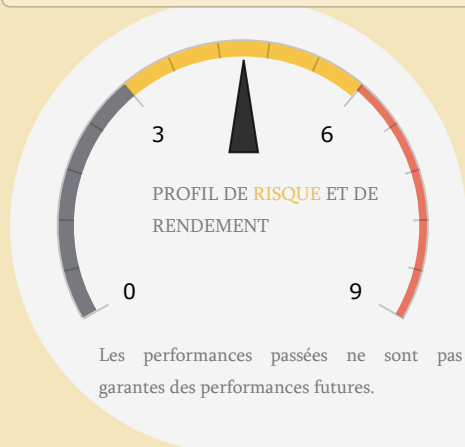 3 6
PROFIL DE RISQUE ET DE
RENDEMENT
0 9
Les performances passées ne sont pas
garantes des performances futures.